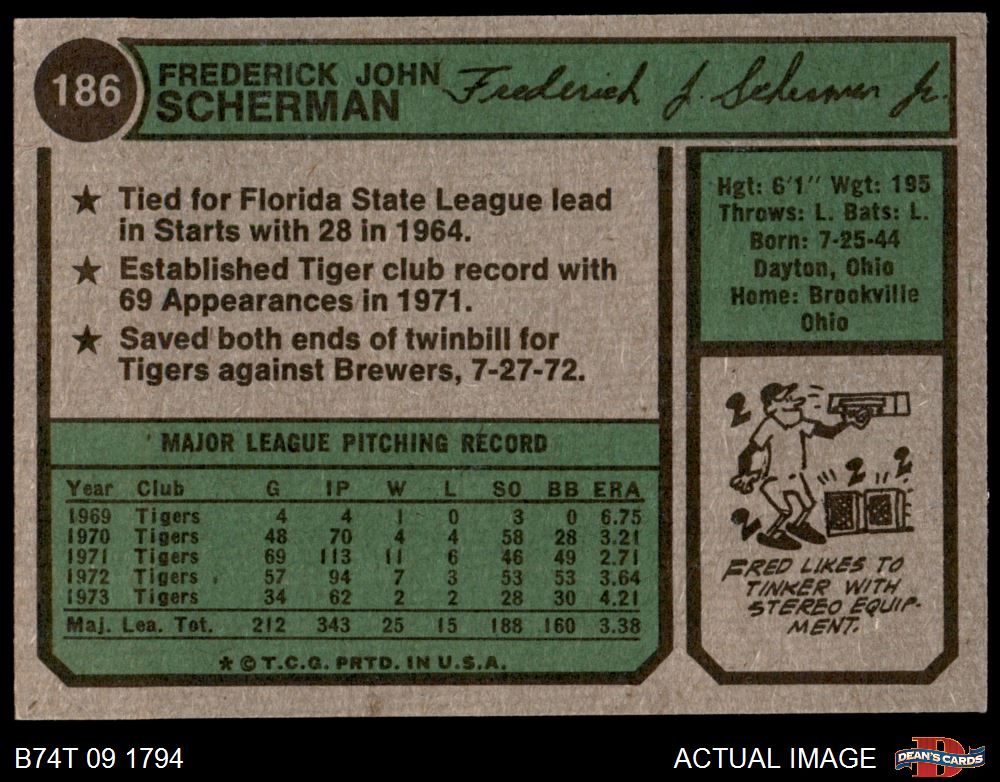 186
FREDERICK JOHN
SCHERMAN
Frederick J. Scherman Jr.
★ Tied for Florida State League lead
in Starts with 28 in 1964.
★ Established Tiger club record with
69 Appearances in 1971.
★ Saved both ends of twinbill for
Tigers against Brewers, 7-27-72.
Hgt: 6'1" Wgt: 195
Throws: L. Bats: L.
Born: 7-25-44
Dayton, Ohio
Home: Brookville
Ohio
MAJOR LEAGUE PITCHING RECORD
Year Club G IP W L SO BB ERA
1969 Tigers 4 4 1 0 3 0 6.75
1970 Tigers 48 70 4 4 58 28 3.21
1971 Tigers 69 113 11 6 46 49 2.71
1972 Tigers 57 94 7 3 53 53 3.64
1973 Tigers 34 62 2 2 28 30 4.21
Maj. Lea. Tot. 212 343 25 15 188 160 3.38
* © T.C.G. PRTD. IN U.S.A.
FRED LIKES TO
TINKER WITH
STEREO EQUIP-
MENT.
B74T 09 1794
ACTUAL IMAGE
D
DEAN'S CARDS